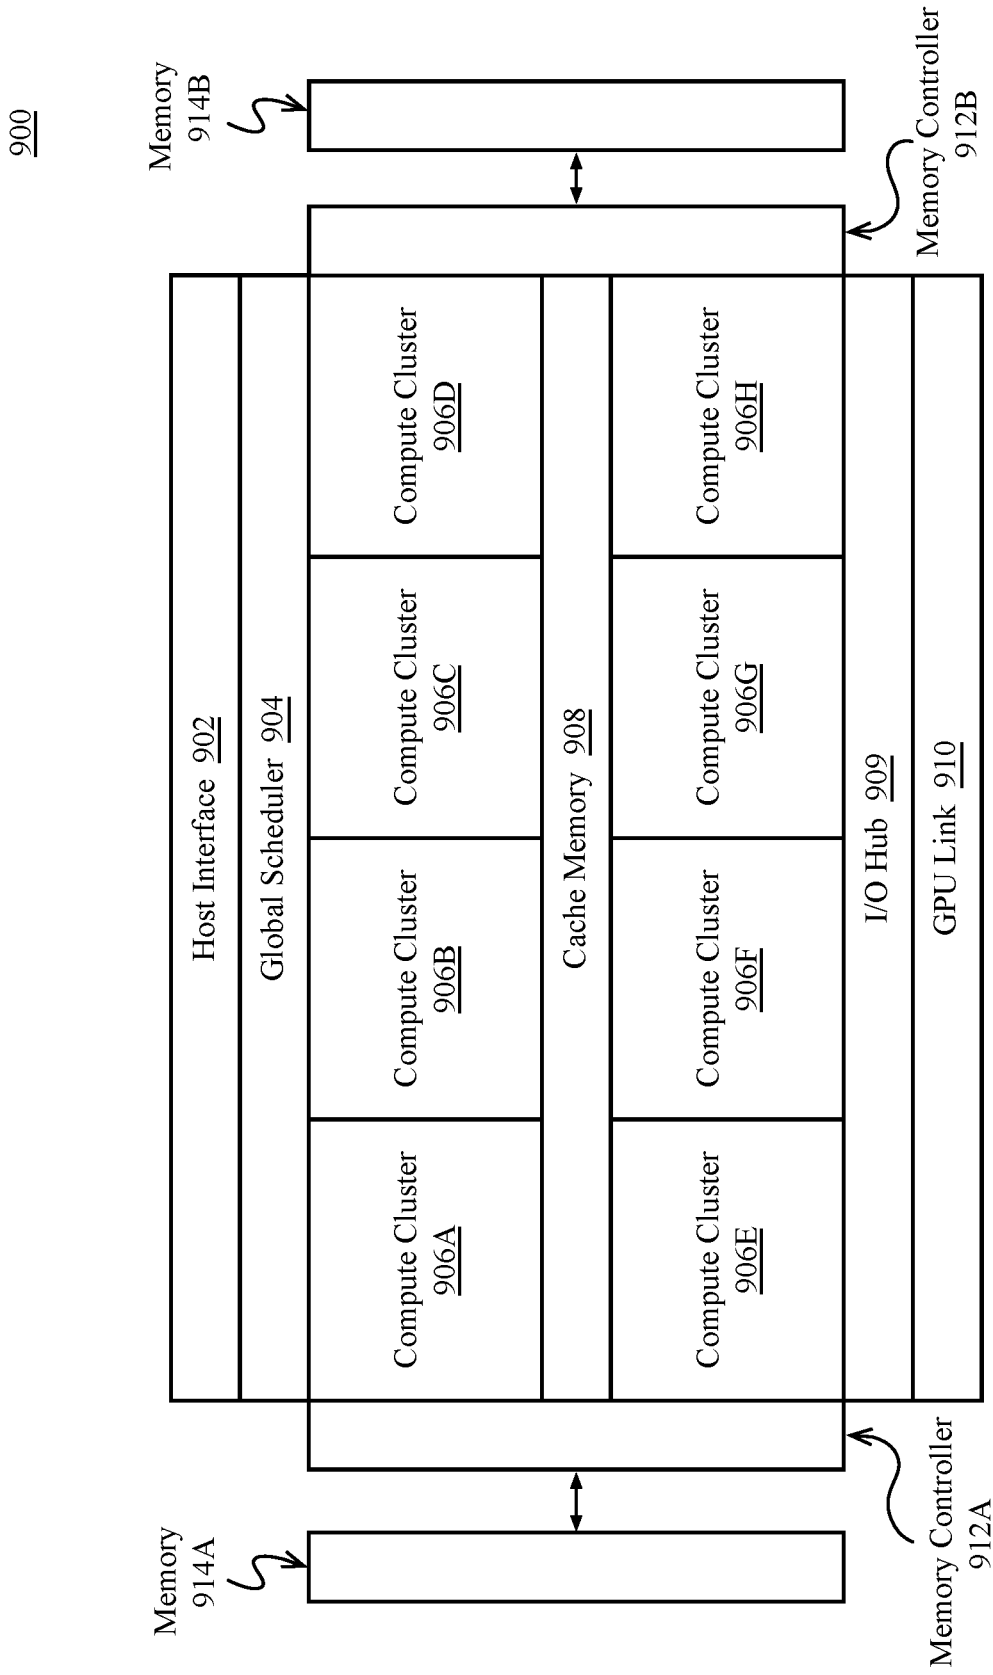 900
Host Interface 902
Global Scheduler 904
Memory
914A
Memory
914B
Compute Cluster
906A
Compute Cluster
906B
Compute Cluster
906C
Compute Cluster
906D
Cache Memory 908
Compute Cluster
906E
Compute Cluster
906F
Compute Cluster
906G
Compute Cluster
906H
I/O Hub 909
GPU Link 910
Memory Controller
912A
Memory Controller
912B